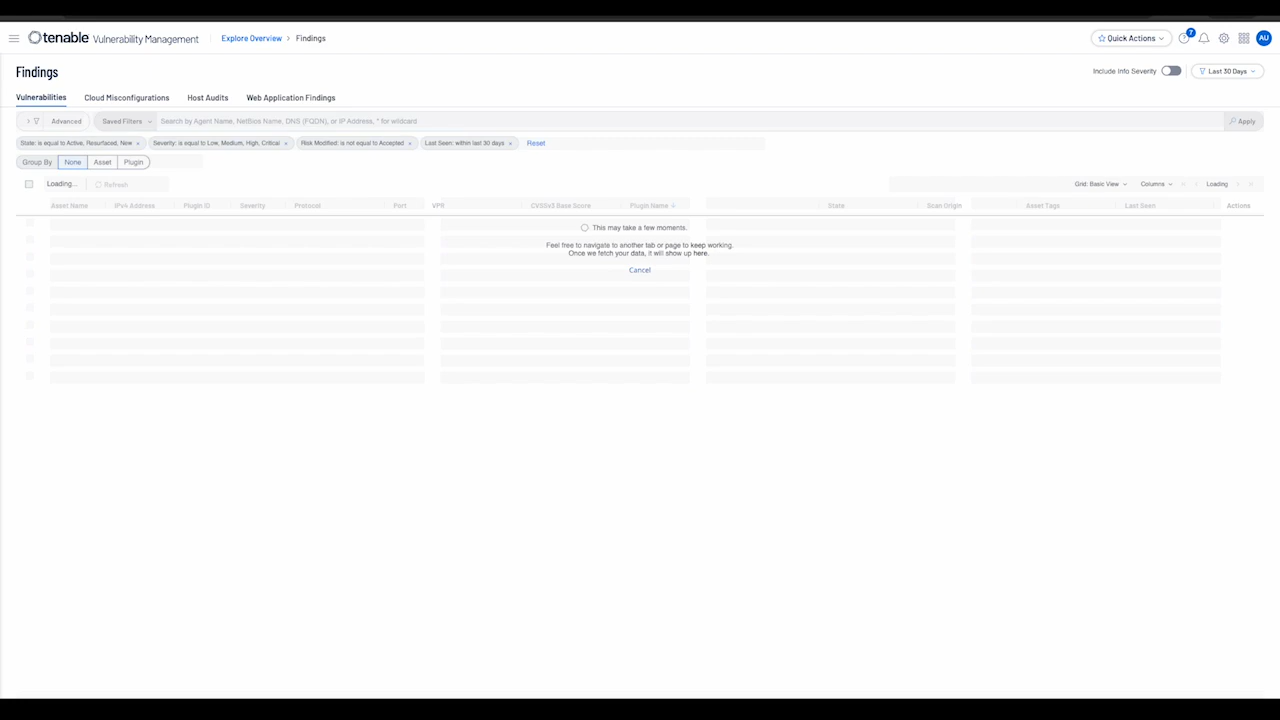 tenable Vulnerability Management
Explore Overview > Findings
Quick Actions
7
AU
Findings
Include Info Severity
Last 30 Days
Vulnerabilities
Cloud Misconfigurations
Host Audits
Web Application Findings
Advanced
Saved Filters
Search by Agent Name, NetBios Name, DNS (FQDN), or IP Address, * for wildcard
Apply
State: is equal to Active, Resurfaced, New ×
Severity: is equal to Low, Medium, High, Critical ×
Risk Modified: is not equal to Accepted ×
Last Seen: within last 30 days ×
Reset
Group By
None
Asset
Plugin
Loading...
Refresh
Grid: Basic View
Columns
Loading
Asset Name
IPv4 Address
Plugin ID
Severity
Protocol
Port
VPR
CVSSv3 Base Score
Plugin Name
State
Scan Origin
Asset Tags
Last Seen
Actions
This may take a few moments.
Feel free to navigate to another tab or page to keep working.
Once we fetch your data, it will show up here.
Cancel